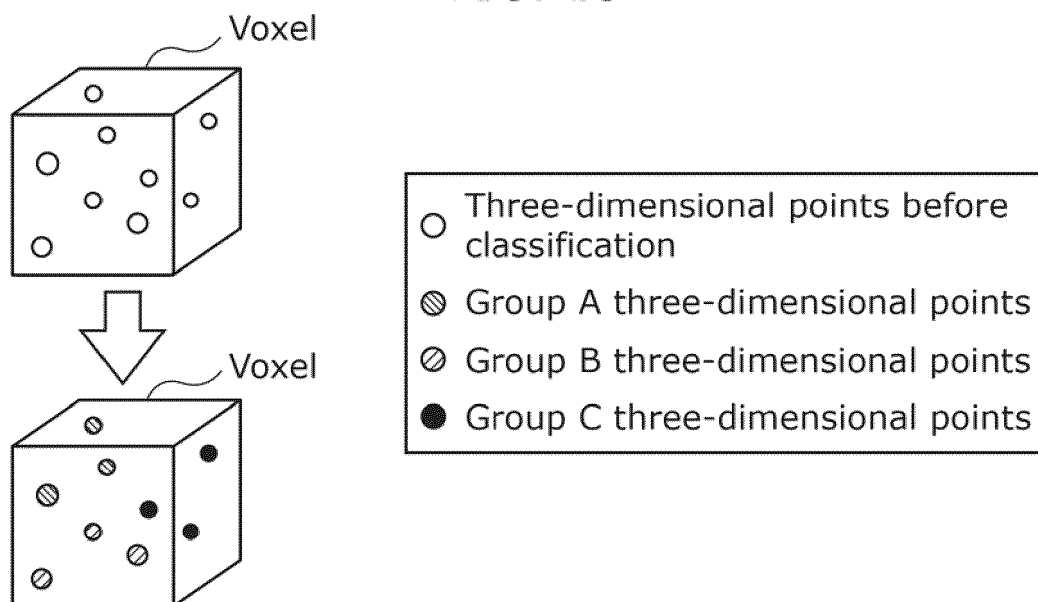 Voxel
Three-dimensional points before
classification
Group A three-dimensional points
Group B three-dimensional points
Group C three-dimensional points
Voxel